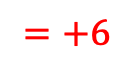 = +6